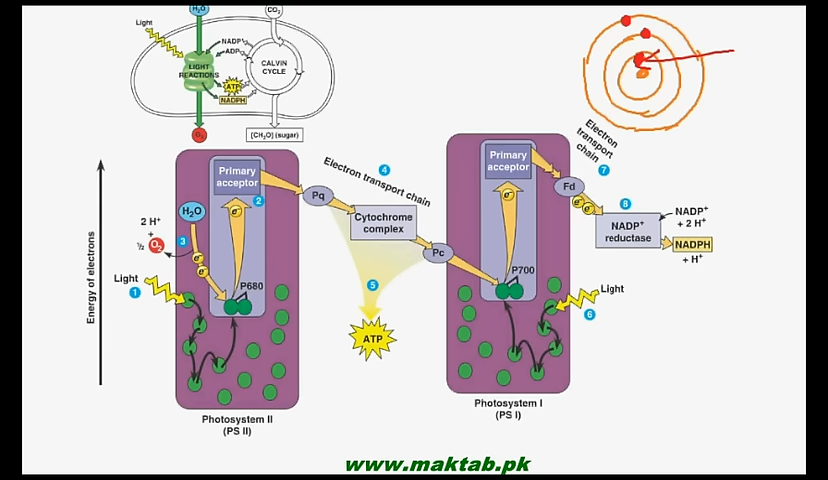 H₂O
CO₂
Light
NADP⁺
ADP
LIGHT
REACTIONS
CALVIN
CYCLE
ATP
NADPH
O₂
[CH₂O] (sugar)
Energy of electrons
Primary
acceptor
2
e⁻
H₂O
2 H⁺
+
½ O₂
3
e⁻
e⁻
Light
1
P680
Photosystem II
(PS II)
4
Electron transport chain
Pq
Cytochrome
complex
Pc
5
ATP
Primary
acceptor
e⁻
P700
Light
6
Photosystem I
(PS I)
Electron
transport
chain
7
Fd
e⁻
e⁻
8
NADP⁺
reductase
NADP⁺
+ 2 H⁺
NADPH
+ H⁺
www.maktab.pk